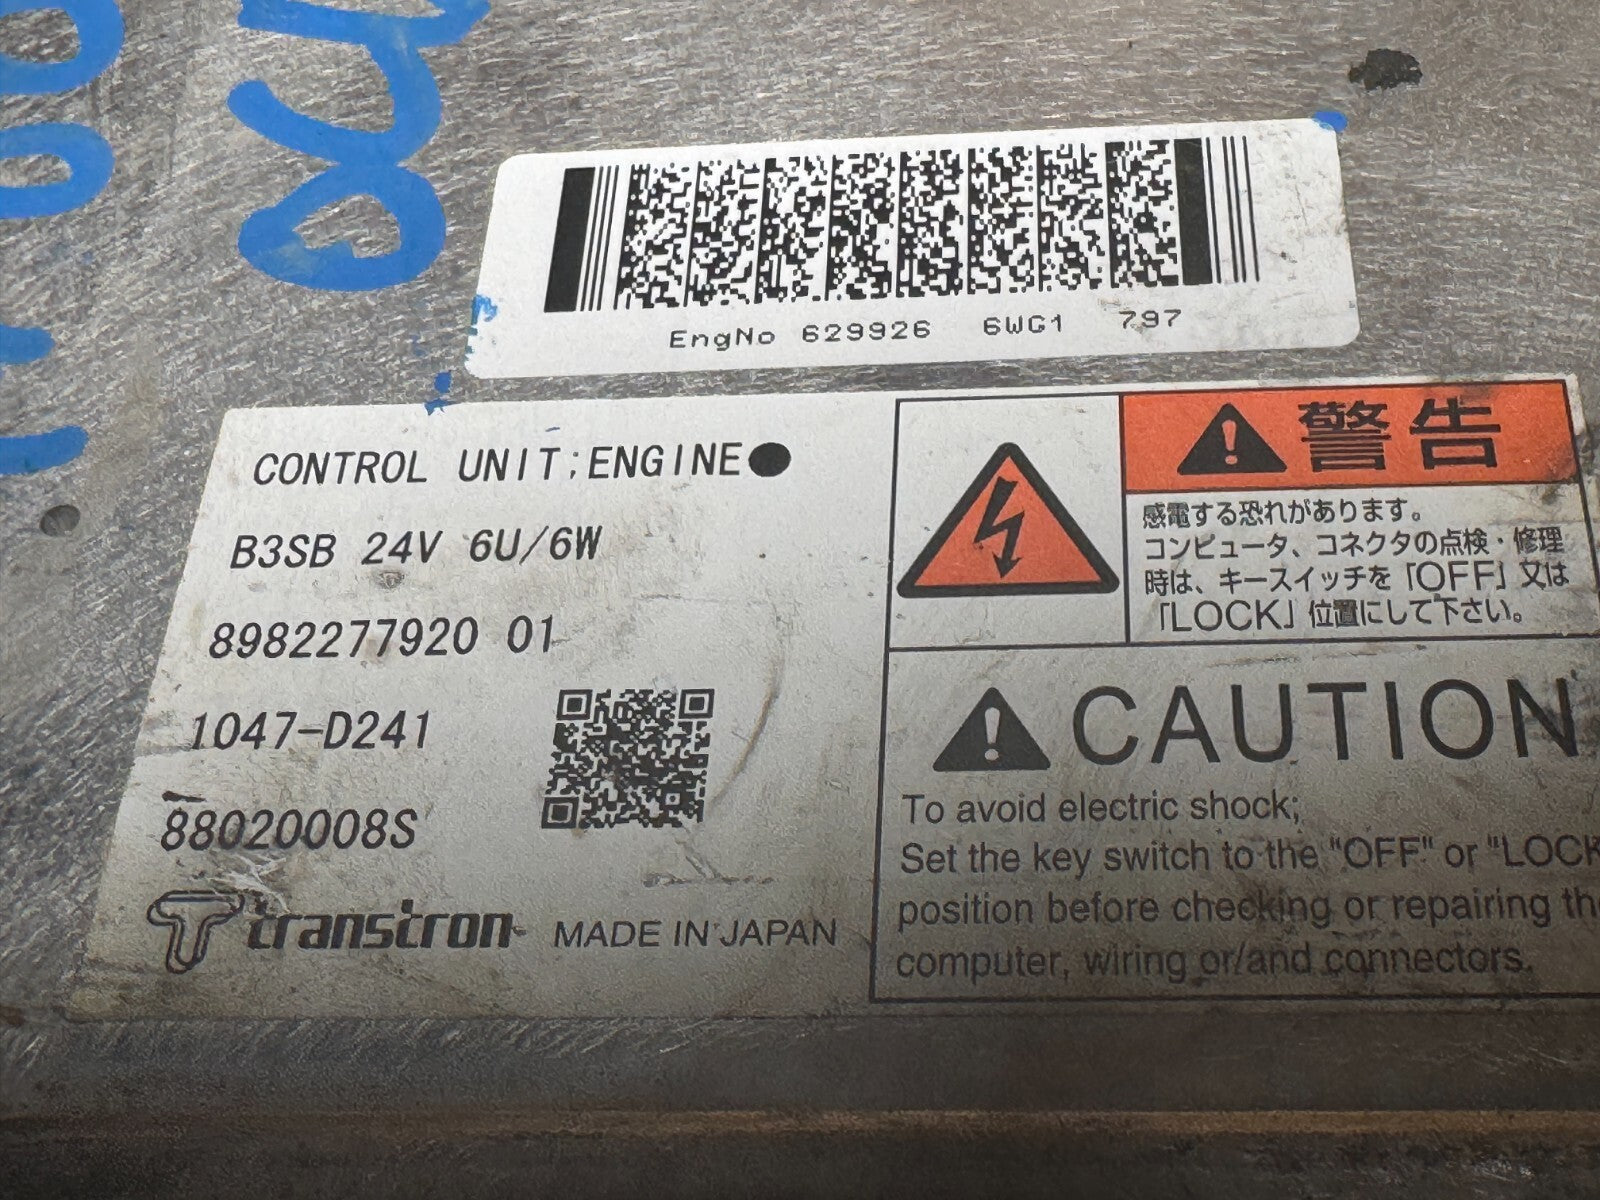 EngNo 629926 6WG1 797
CONTROL UNIT;ENGINE●
B3SB 24V 6U/6W
8982277920 01
1047-D241
88020008S
transtron MADE IN JAPAN
警告
感電する恐れがあります。
コンピュータ、コネクタの点検・修理
時は、キースイッチを「OFF」又は
「LOCK」位置にして下さい。
CAUTION
To avoid electric shock;
Set the key switch to the "OFF" or "LOCK
position before checking or repairing th
computer, wiring or/and connectors.